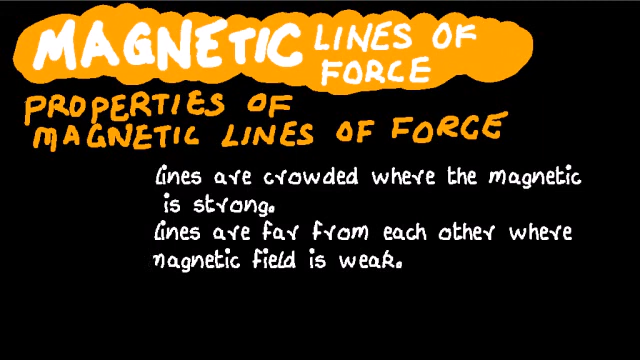 MAGNETIC LINES OF
FORCE
PROPERTIES OF
MAGNETIC LINES OF FORCE
Lines are crowded where the magnetic
is strong.
Lines are far from each other where
magnetic field is weak.